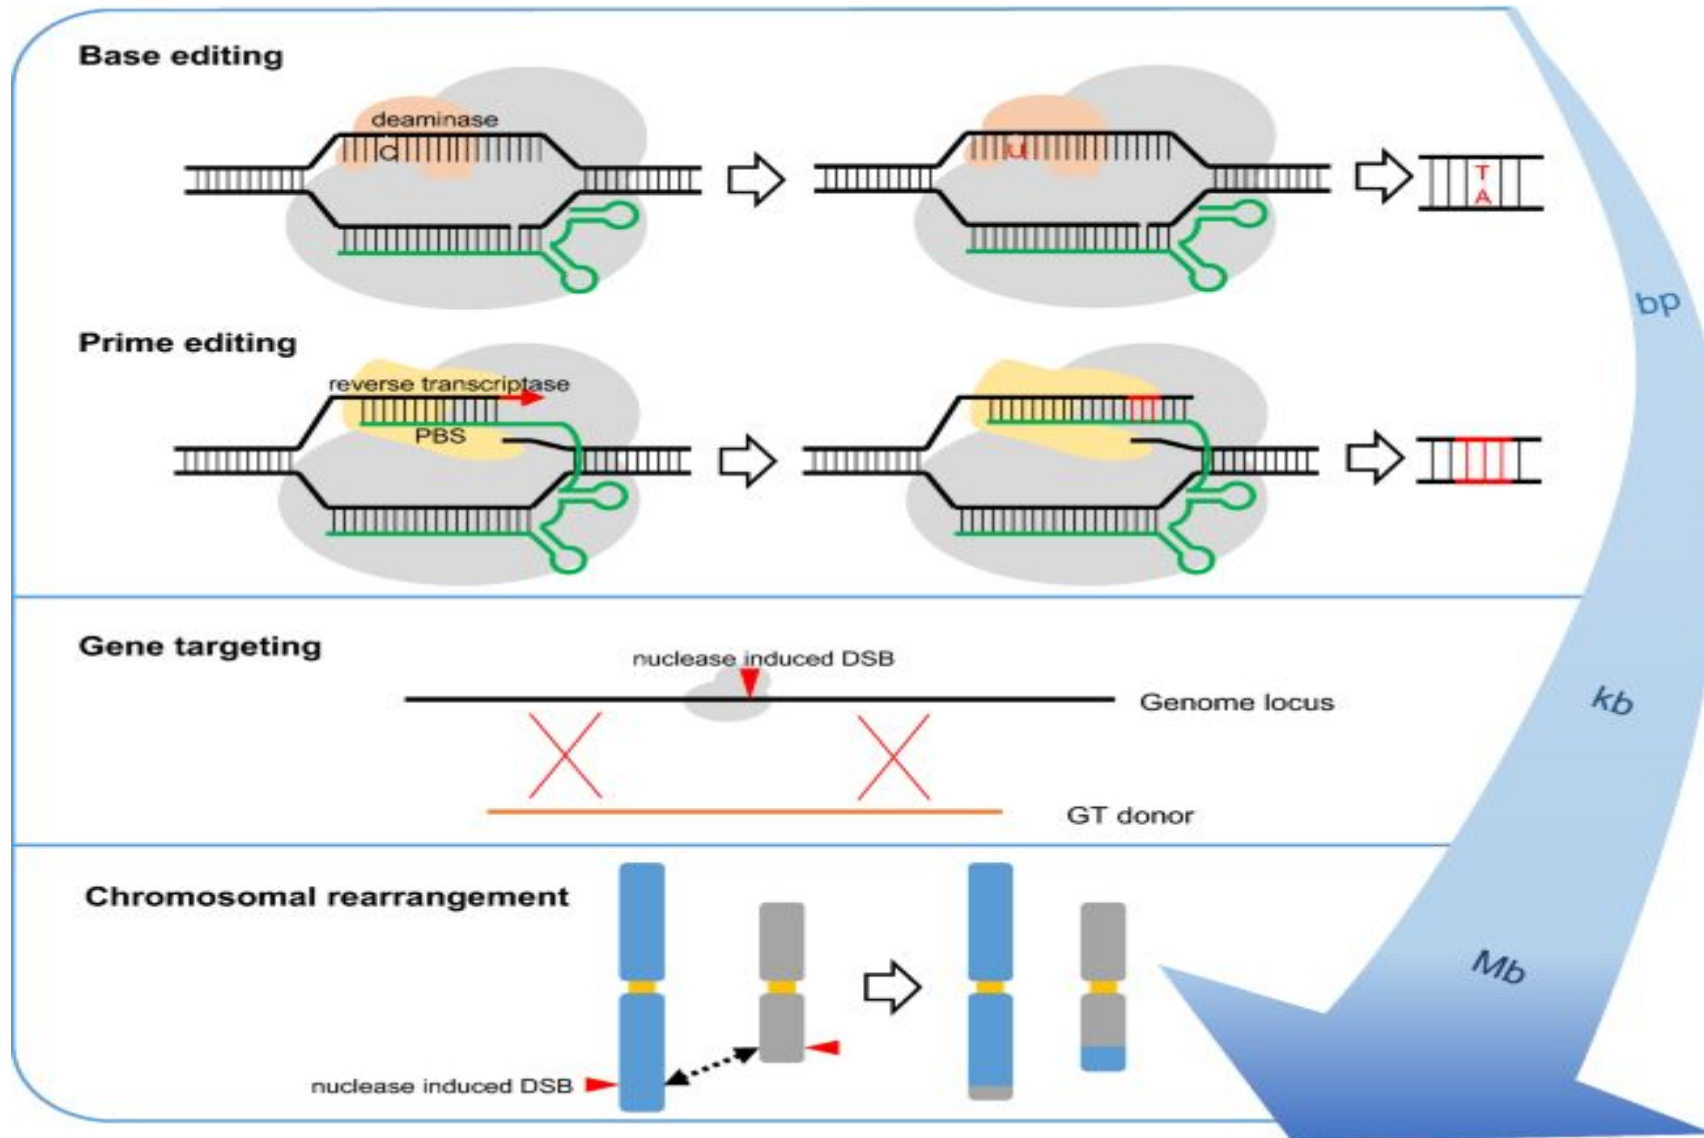 Base editing
deaminase
C
U
T
A
bp
Prime editing
reverse transcriptase
PBS
Gene targeting
nuclease induced DSB
Genome locus
kb
GT donor
Chromosomal rearrangement
Mb
nuclease induced DSB